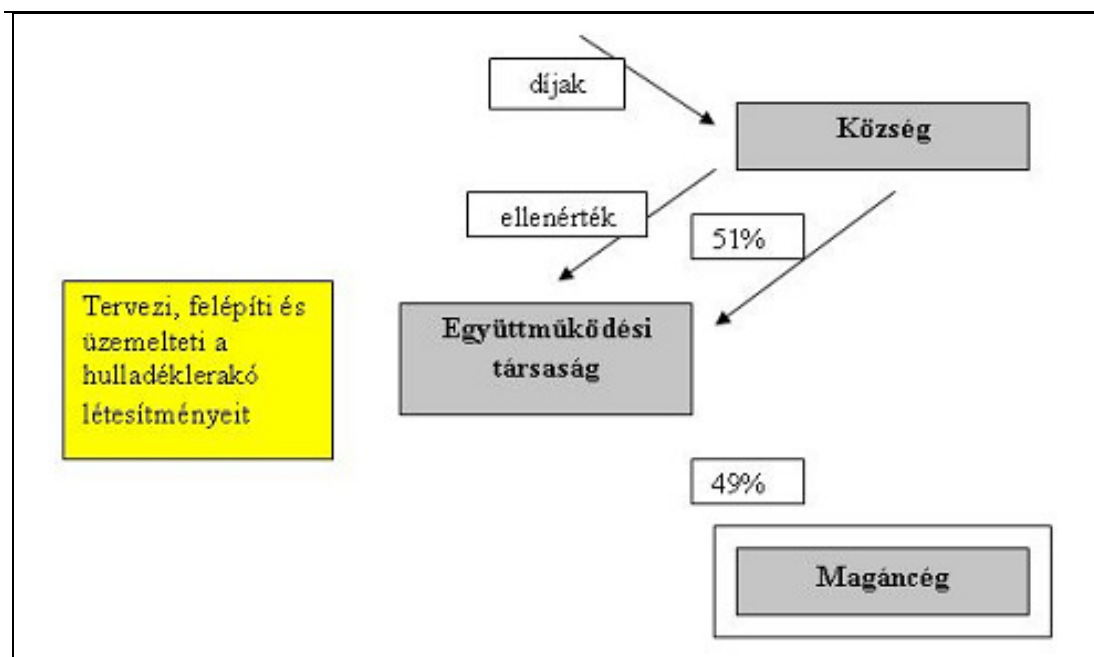 díjak
Község
ellenérték
51%
Tervezi, felépíti és
üzemelteti a
hulladéklerakó
létesítményeit
Együttműködési
társaság
49%
Magáncég